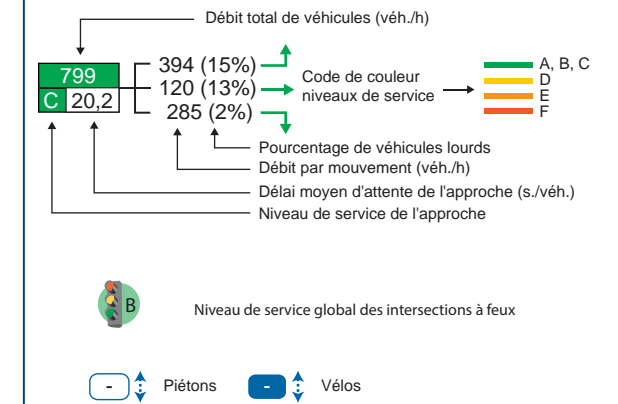 Débit total de véhicules (véh./h)
799
C 20,2
394 (15%)
120 (13%)
285 (2%)
Code de couleur
niveaux de service
A, B, C
D
E
F
Pourcentage de véhicules lourds
Débit par mouvement (véh./h)
Délai moyen d'attente de l'approche (s./véh.)
Niveau de service de l'approche
B
Niveau de service global des intersections à feux
- Piétons
- Vélos